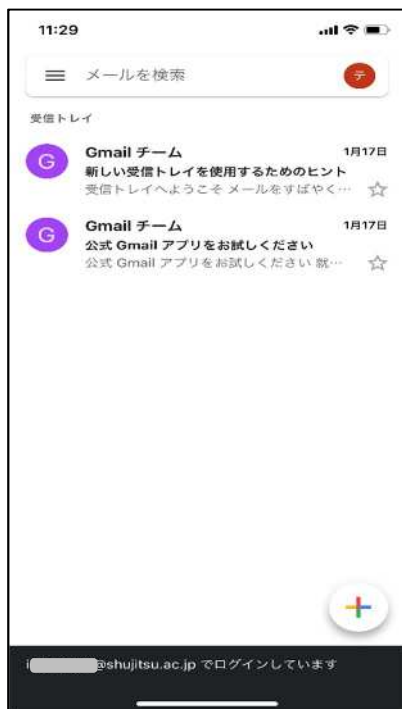 11:29
メールを検索
テ
受信トレイ
G
Gmail チーム
1月17日
新しい受信トレイを使用するためのヒント
受信トレイへようこそ メールをすばやく…
G
Gmail チーム
1月17日
公式 Gmail アプリをお試しください
公式 Gmail アプリをお試しください 就…
i @shujitsu.ac.jp でログインしています